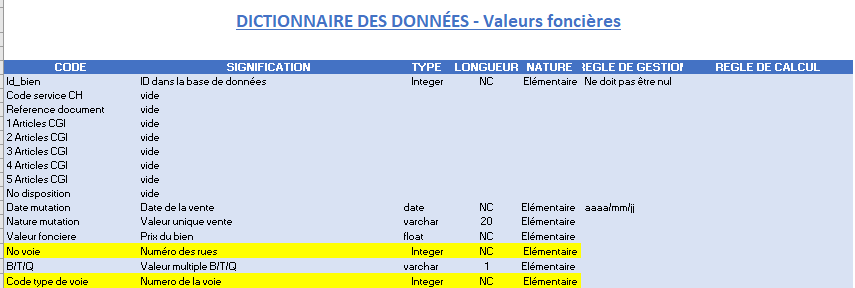 DICTIONNAIRE DES DONNÉES - Valeurs foncières
CODE SIGNIFICATION TYPE LONGUEUR NATURE REGLE DE GESTION REGLE DE CALCUL
Id_bien ID dans la base de données Integer NC Elémentaire Ne doit pas être nul
Code service CH vide
Reference document vide
1 Articles CGI vide
2 Articles CGI vide
3 Articles CGI vide
4 Articles CGI vide
5 Articles CGI vide
No disposition vide
Date mutation Date de la vente date NC Elémentaire aaaa/mm/jj
Nature mutation Valeur unique vente varchar 20 Elémentaire
Valeur fonciere Prix du bien float NC Elémentaire
No voie Numéro des rues Integer NC Elémentaire
B/T/Q Valeur multiple B/T/Q varchar 1 Elémentaire
Code type de voie Numero de la voie Integer NC Elémentaire